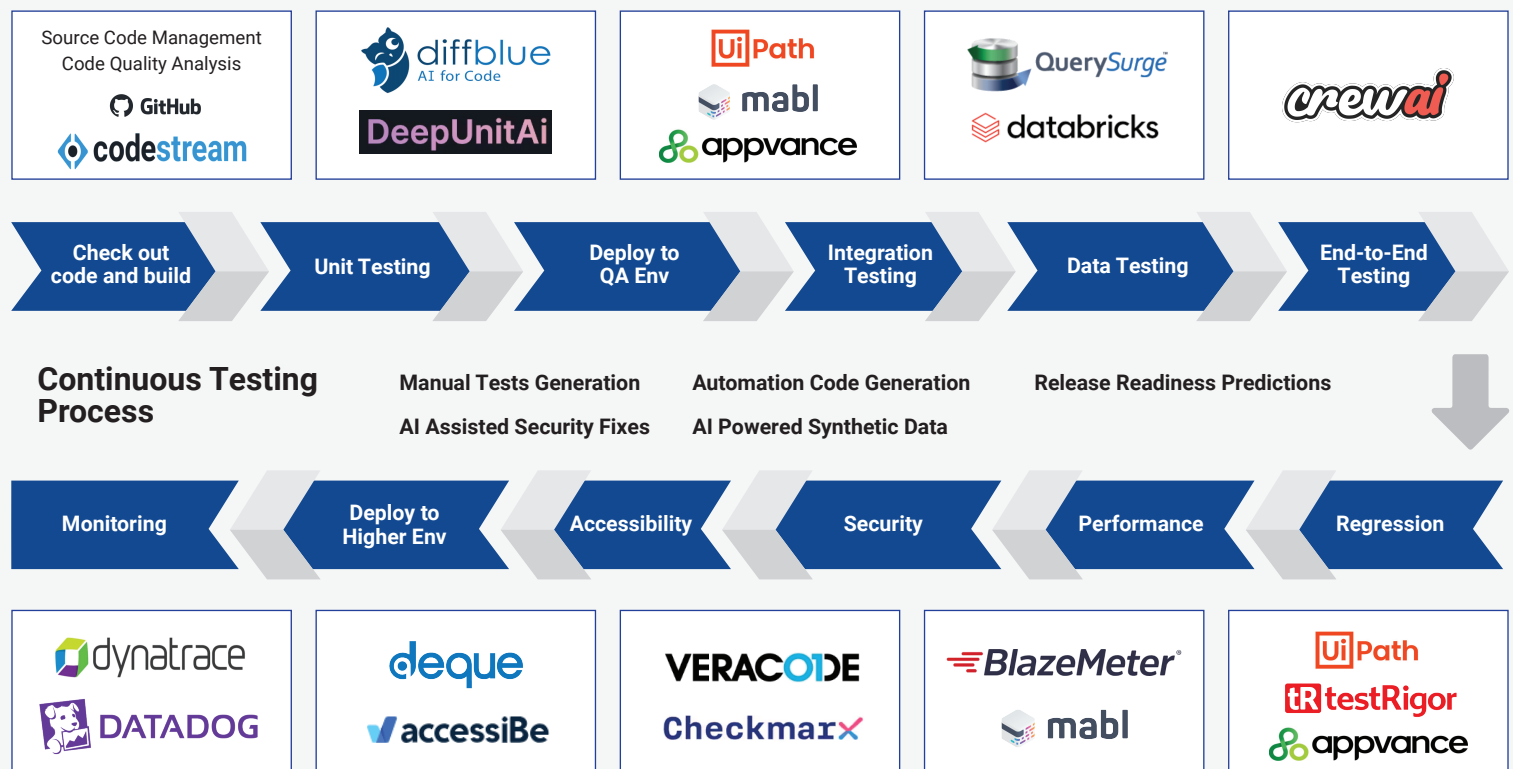 Source Code Management
Code Quality Analysis
GitHub
codestream
diffblue
AI for Code
DeepUnitAi
UiPath
mabl
appvance
QuerySurge™
databricks
crewai
Check out
code and build
Unit Testing
Deploy to
QA Env
Integration
Testing
Data Testing
End-to-End
Testing
Continuous Testing
Process
Manual Tests Generation
Automation Code Generation
Release Readiness Predictions
AI Assisted Security Fixes
AI Powered Synthetic Data
Monitoring
Deploy to
Higher Env
Accessibility
Security
Performance
Regression
dynatrace
DATADOG
deque
accessiBe
VERACODE
Checkmarx
BlazeMeter®
mabl
UiPath
tR testRigor
appvance